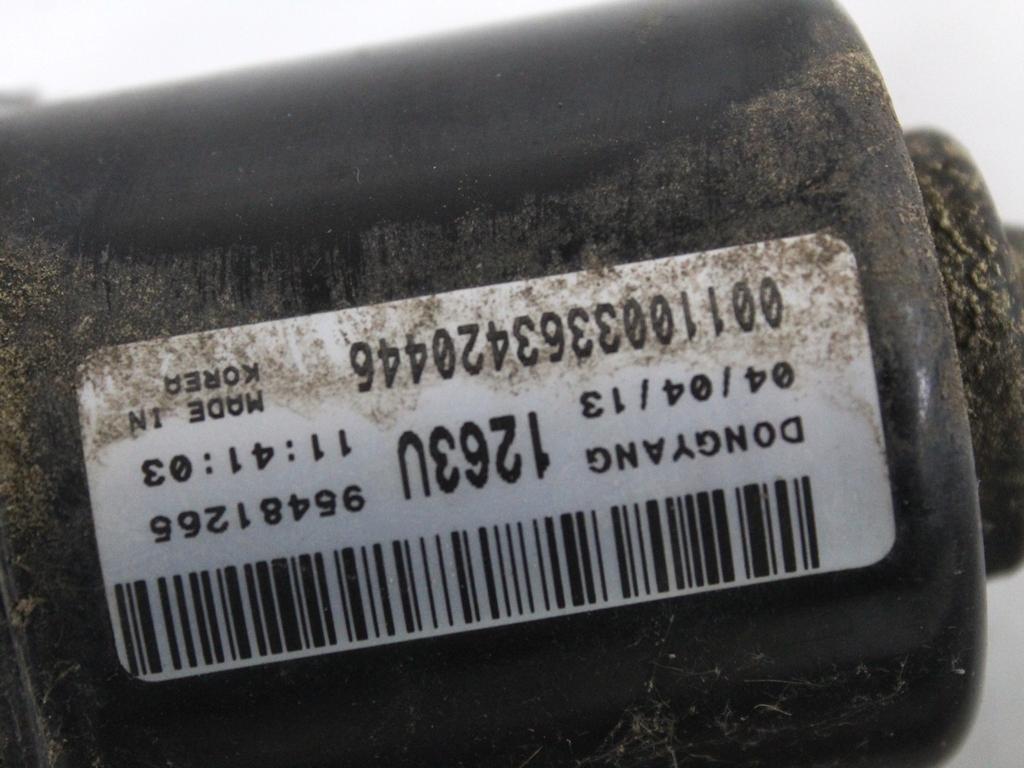 DONGYANG 1263U 95481265
04/04/13 11:41:03
MADE IN
KOREA
0011003363420446